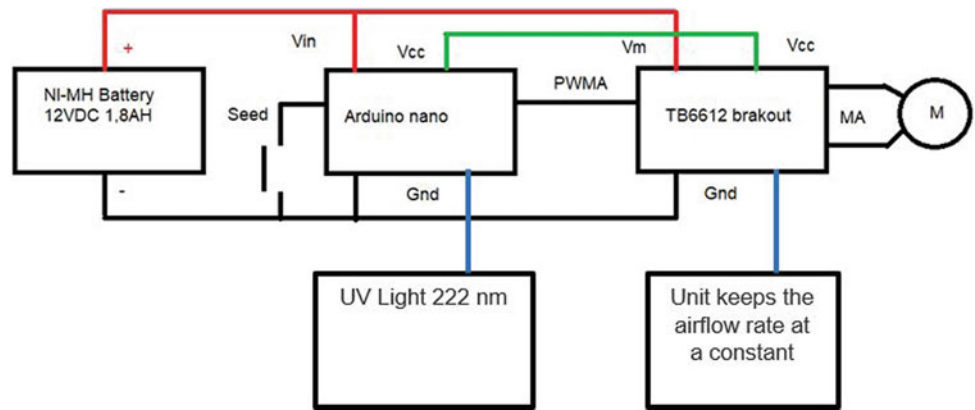 +
Vin
Vcc
Vm
Vcc
NI-MH Battery
12VDC 1,8AH
Seed
Arduino nano
PWMA
TB6612 brakout
MA
M
-
Gnd
Gnd
UV Light 222 nm
Unit keeps the
airflow rate at
a constant